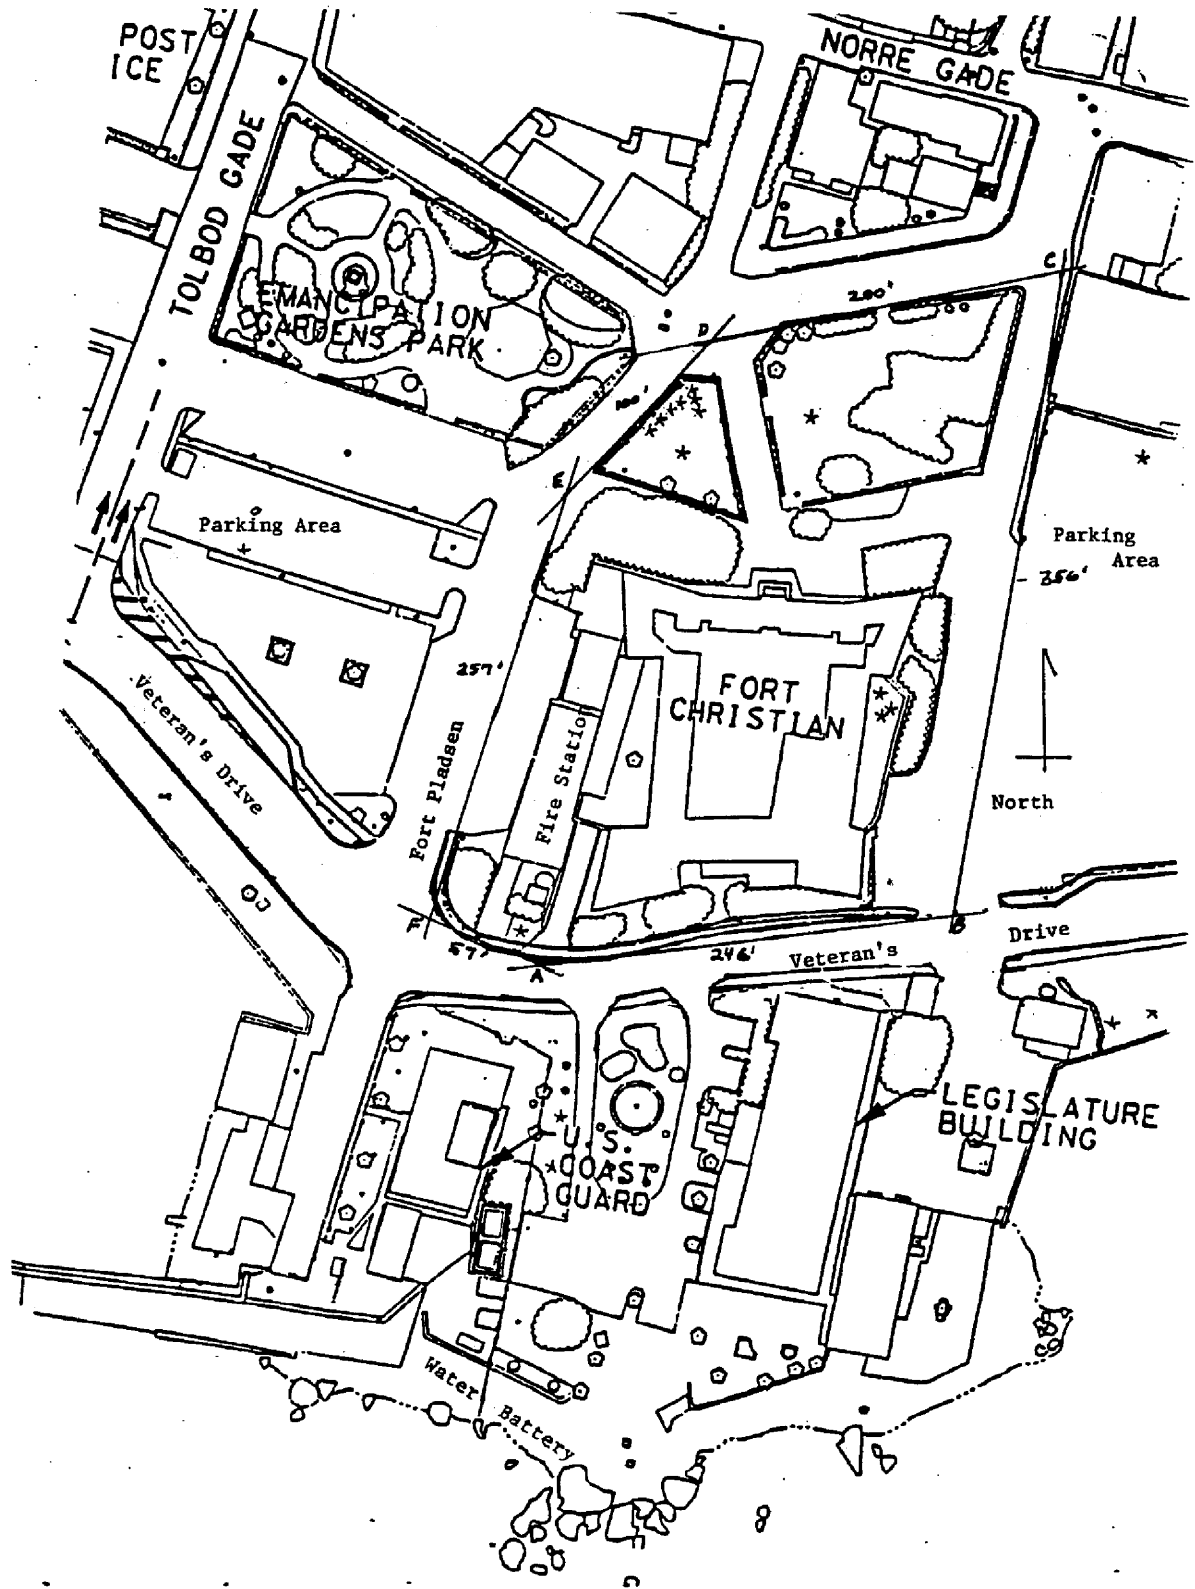 POST
ICE
NORRE GADE
TOLBOD GADE
C
200'
D
EMANCIPATION
GARDENS PARK
100'
E
Parking Area
Parking
Area
356'
257'
FORT
CHRISTIAN
Veteran's Drive
Fort Pladsen
Fire Station
North
F
57'
A
246'
B
Veteran's
Drive
LEGISLATURE
BUILDING
U.S.
COAST
GUARD
Water
Battery